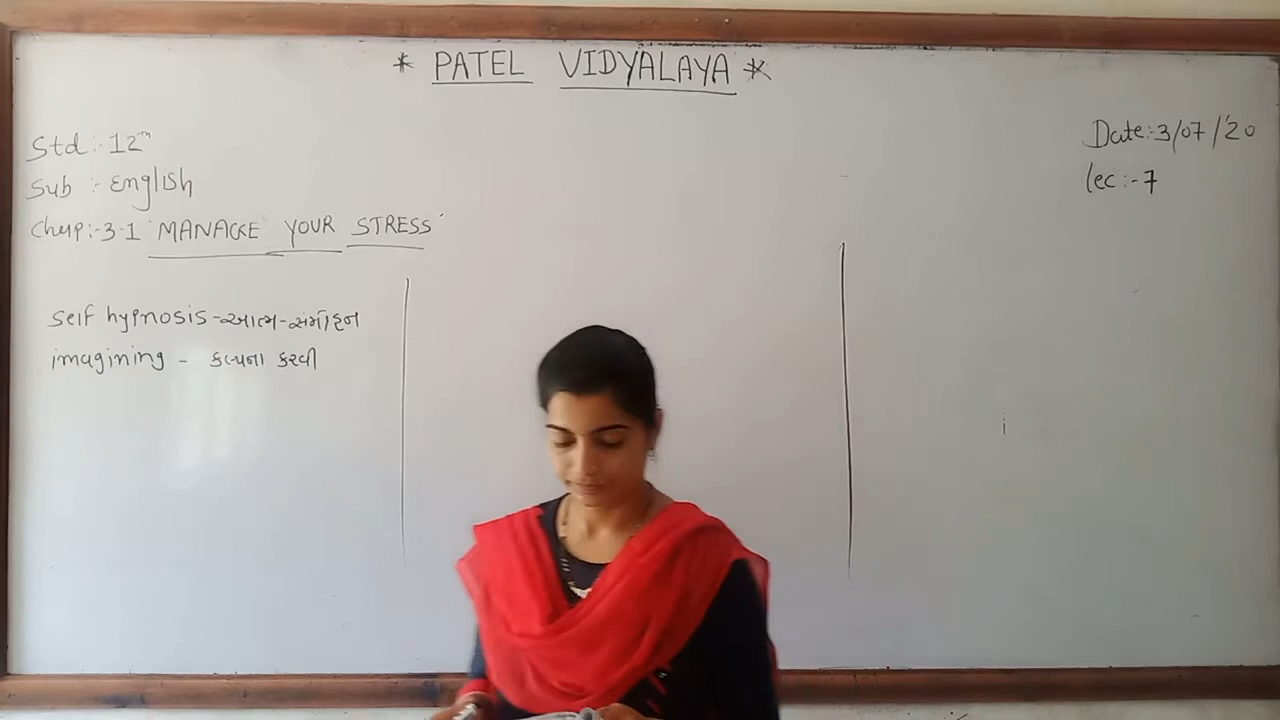 * PATEL VIDYALAYA *
Date:-3/07/'20
Lec:-7
Std:-12th
Sub :- English
Chap:-3.1 'MANAGE YOUR STRESS'
self hypnosis-આત્મ-સંમોહન
imagining - કલ્પના કરવી